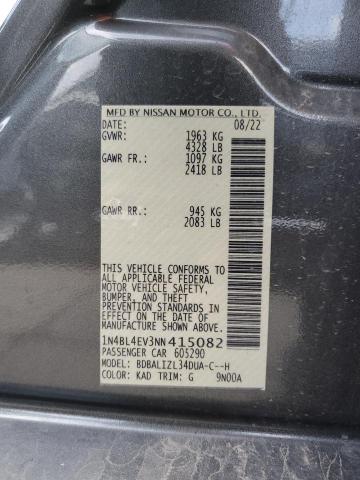 MFD BY NISSAN MOTOR CO., LTD.
DATE: 08/22
GVWR: 1963 KG
4328 LB
GAWR FR.: 1097 KG
2418 LB
GAWR RR.: 945 KG
2083 LB
THIS VEHICLE CONFORMS TO
ALL APPLICABLE FEDERAL
MOTOR VEHICLE SAFETY,
BUMPER, AND THEFT
PREVENTION STANDARDS IN
EFFECT ON THE DATE OF
MANUFACTURE SHOWN ABOVE.
1N4BL4EV3NN415082
PASSENGER CAR 605290
MODEL: BDBALIZL34DUA-C--H
COLOR: KAD TRIM: G 9N00A